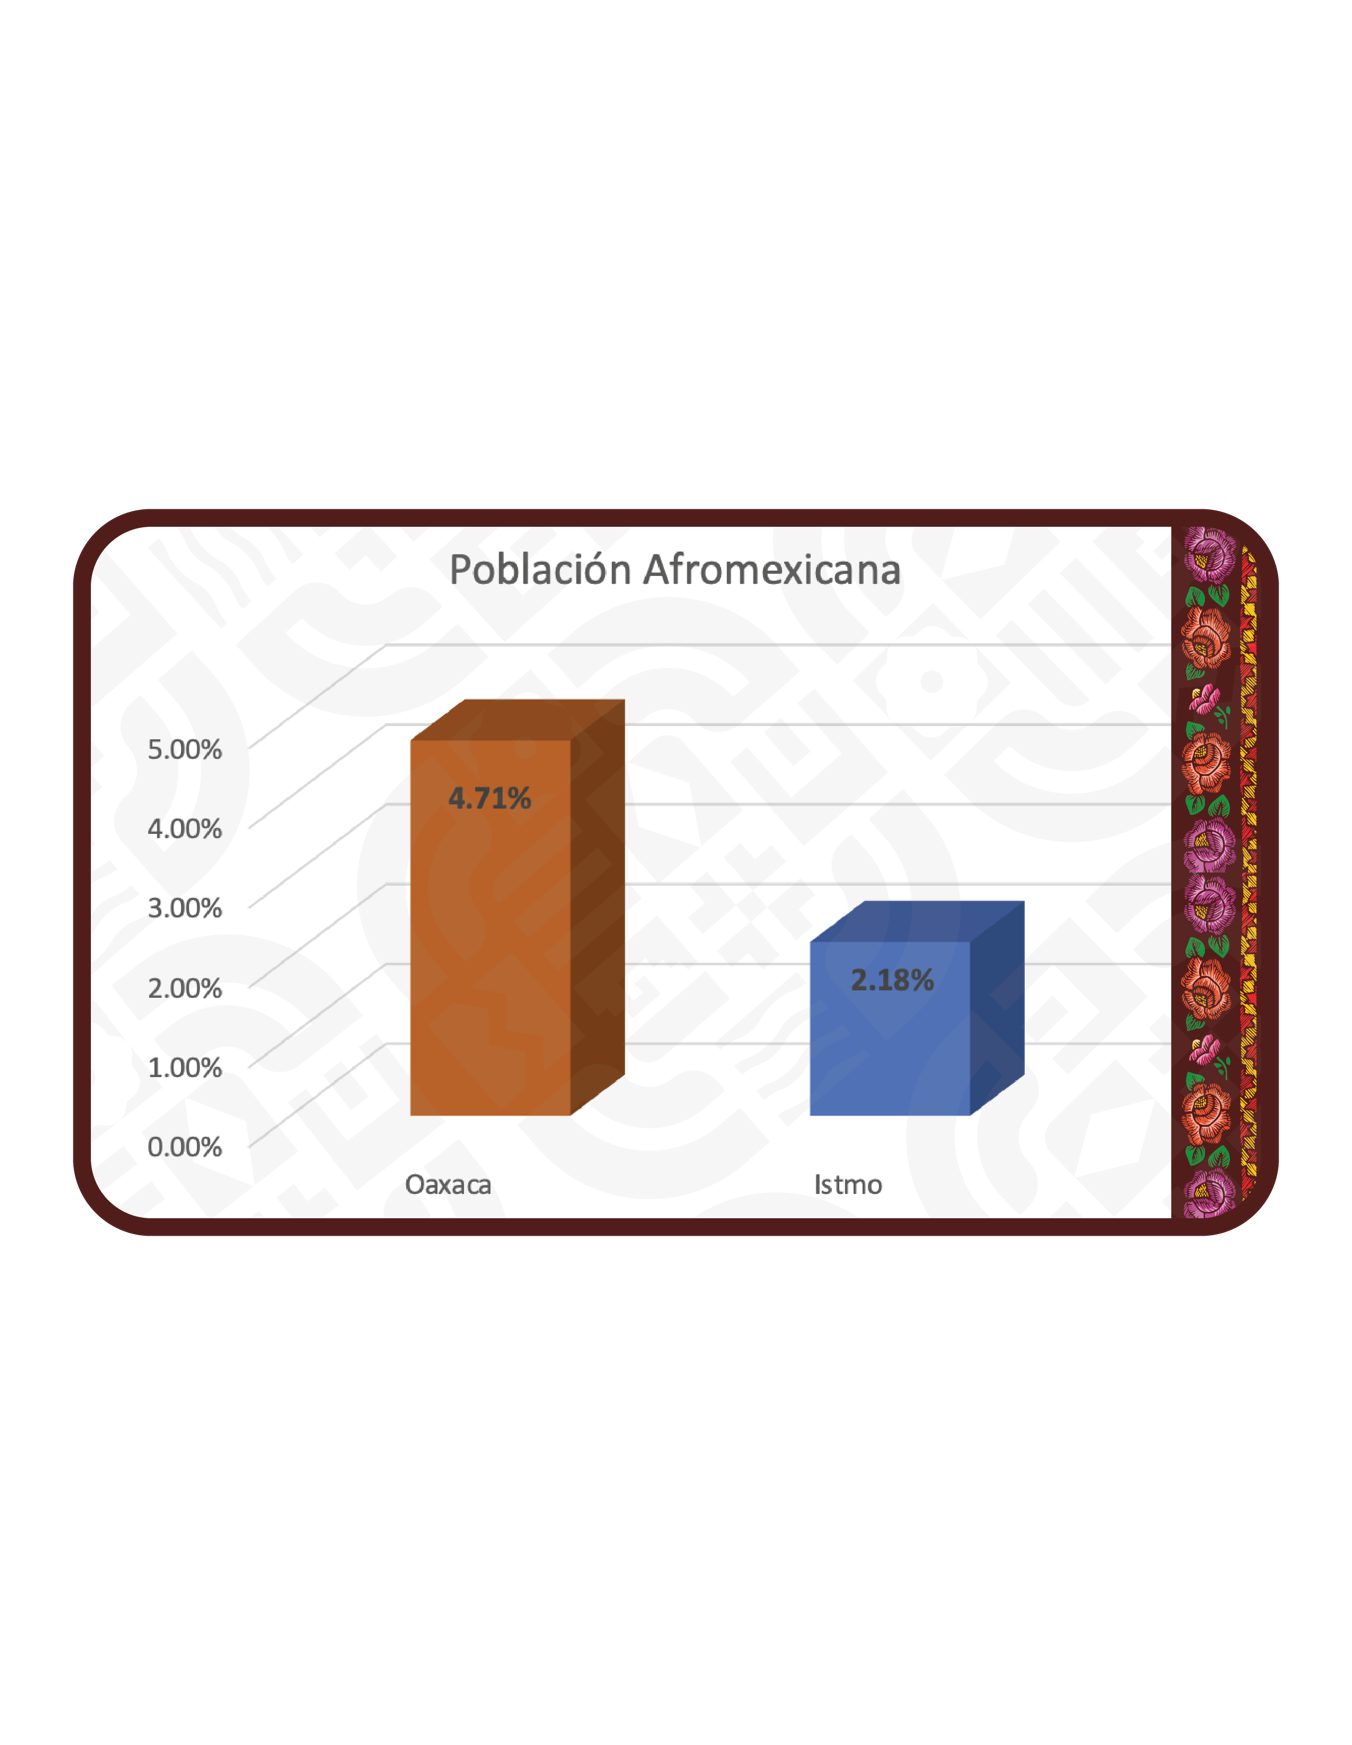 Población Afromexicana
5.00%
4.00%
3.00%
2.00%
1.00%
0.00%
4.71%
2.18%
Oaxaca
Istmo